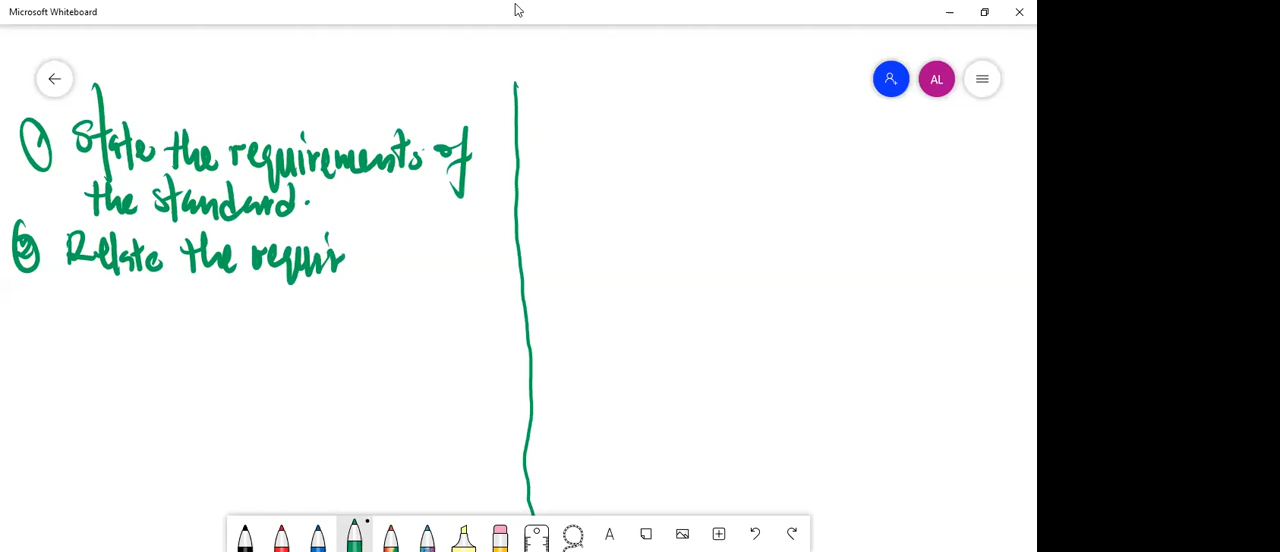 Microsoft Whiteboard
AL
① State the requirements of
the standard.
② Relate the requir
A